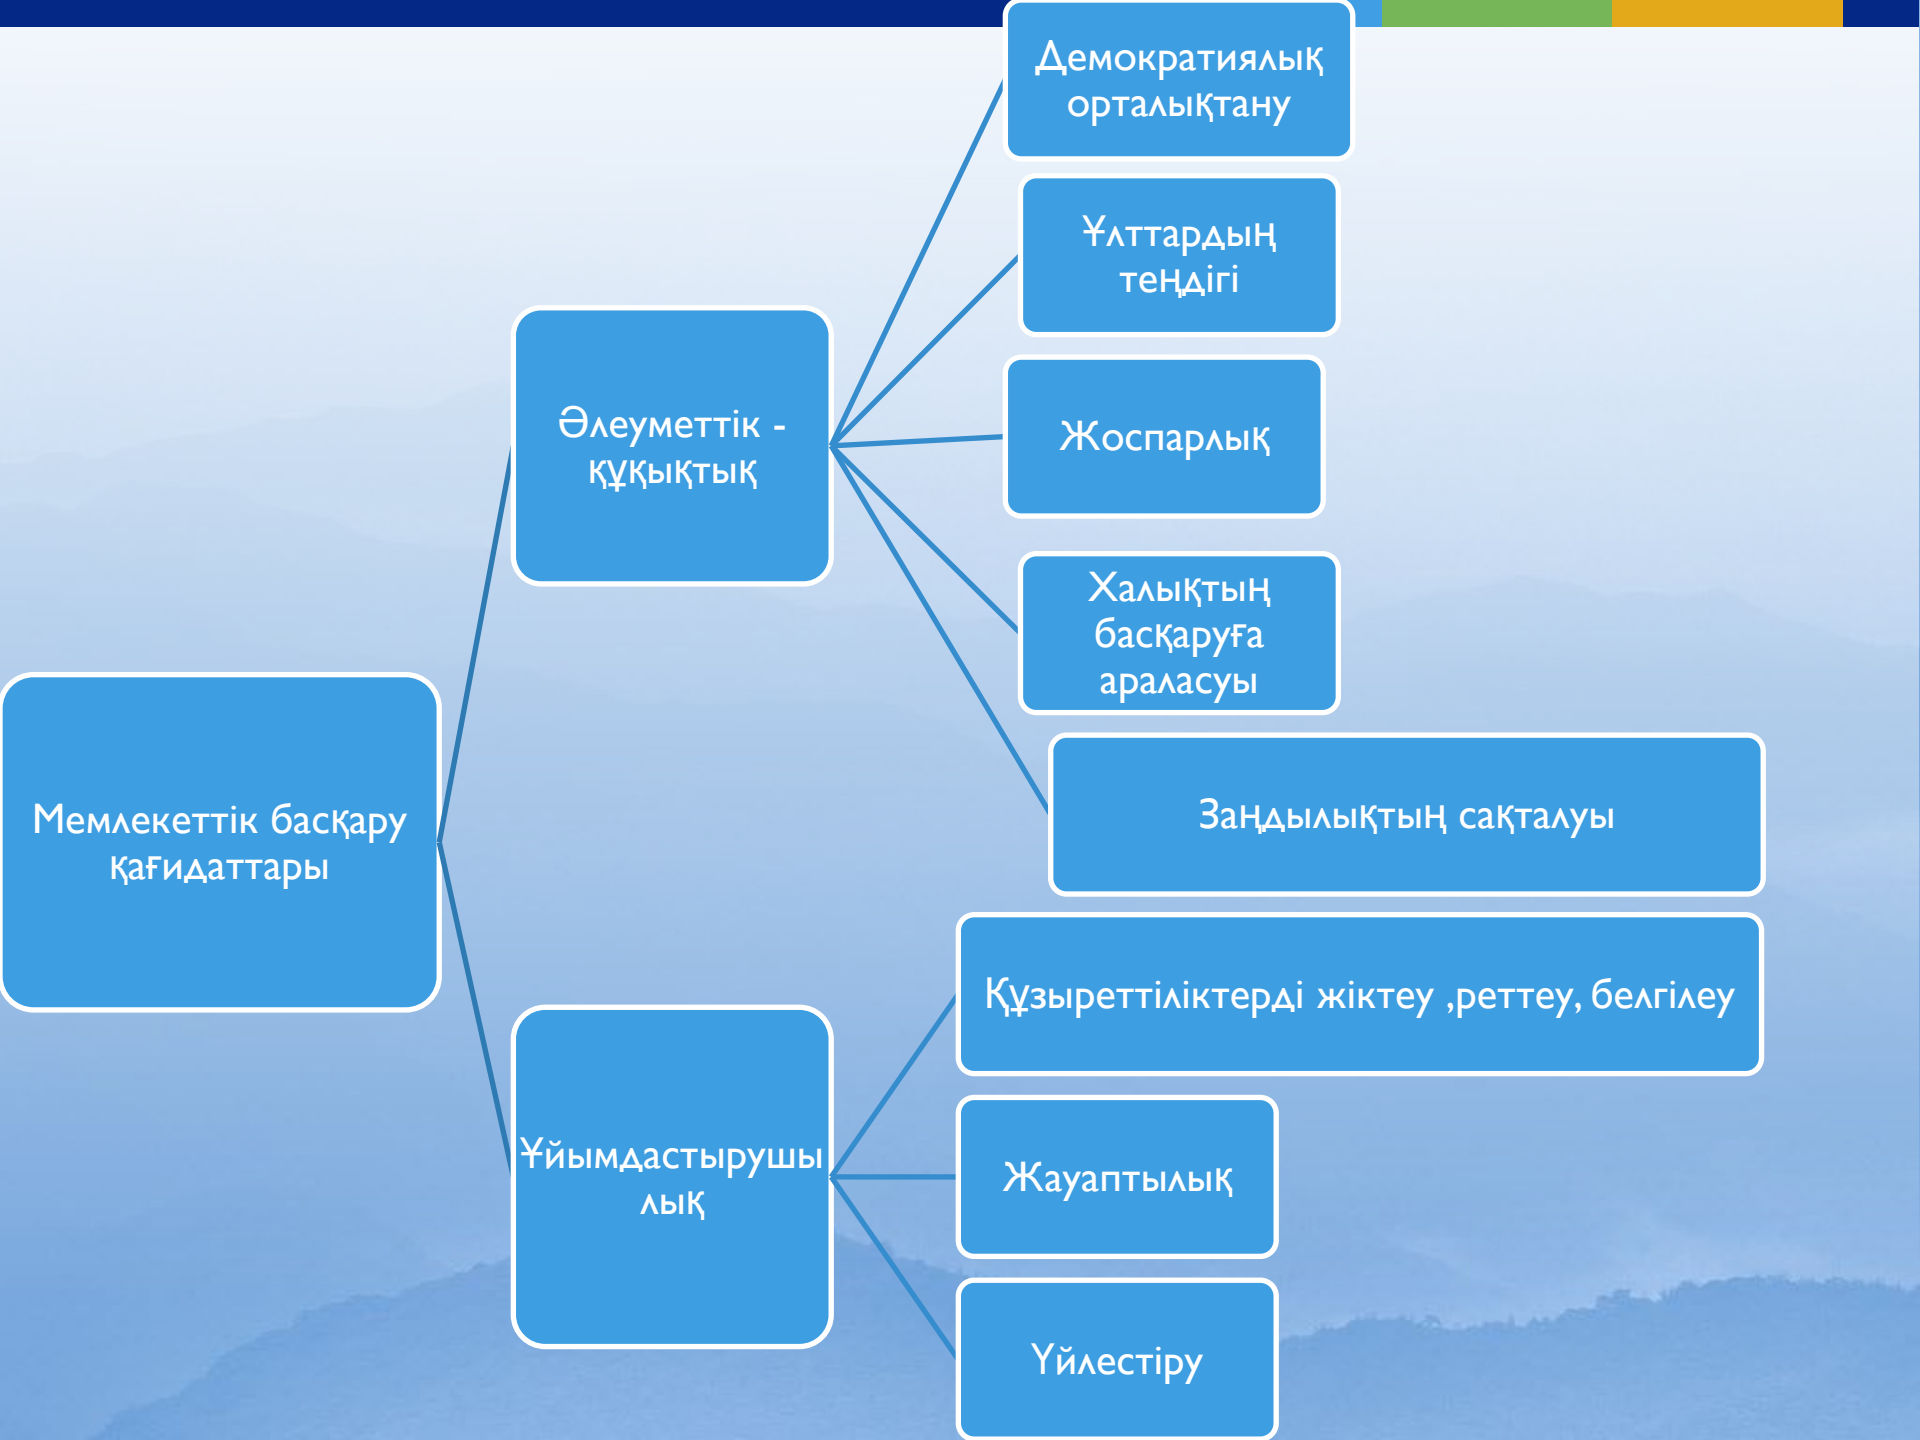 Мемлекеттік басқару
қағидаттары
Әлеуметтік -
құқықтық
Демократиялық
орталықтану
Ұлттардың
теңдігі
Жоспарлық
Халықтың
басқаруға
араласуы
Заңдылықтың сақталуы
Ұйымдастырушы
лық
Құзыреттіліктерді жіктеу ,реттеу, белгілеу
Жауаптылық
Үйлестіру